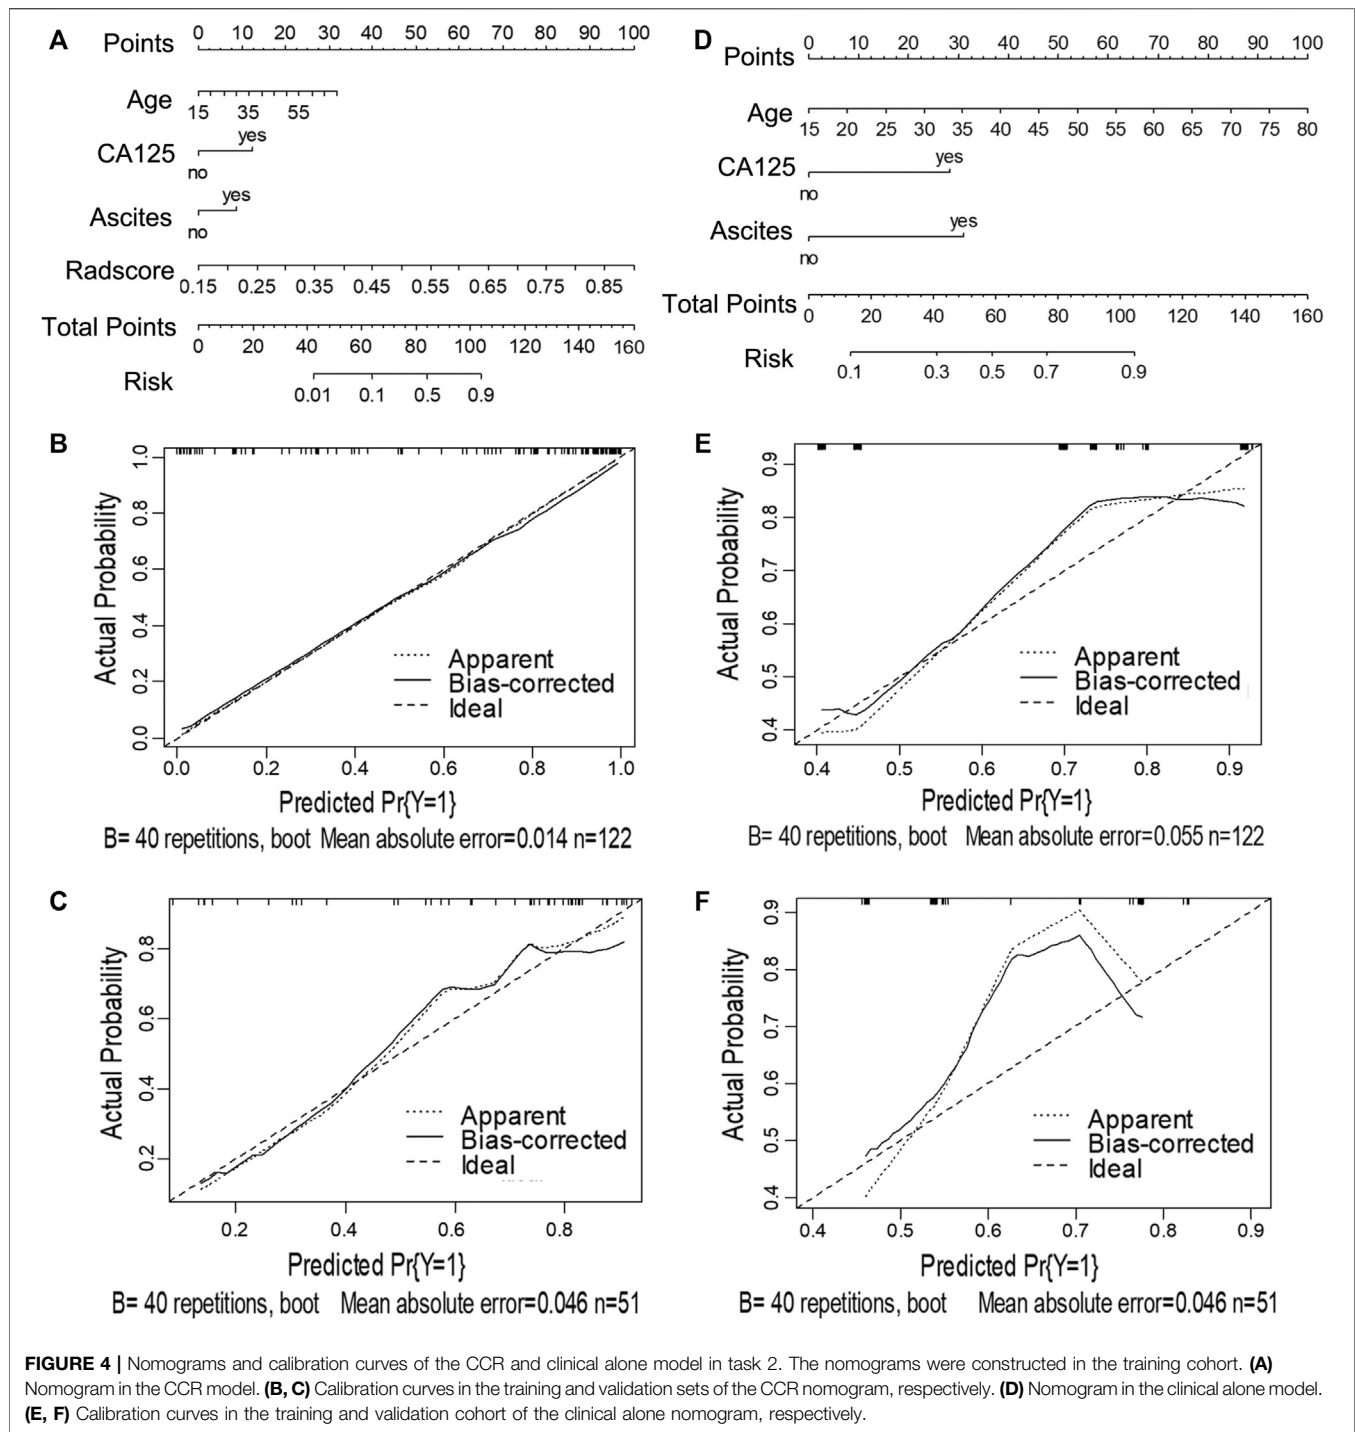 A
Points
0 10 20 30 40 50 60 70 80 90 100
Age
15 35 55
CA125
yes
no
Ascites
yes
no
Radscore
0.15 0.25 0.35 0.45 0.55 0.65 0.75 0.85
Total Points
0 20 40 60 80 100 120 140 160
Risk
0.01 0.1 0.5 0.9
D
Points
0 10 20 30 40 50 60 70 80 90 100
Age
15 20 25 30 35 40 45 50 55 60 65 70 75 80
CA125
yes
no
Ascites
yes
no
Total Points
0 20 40 60 80 100 120 140 160
Risk
0.1 0.3 0.5 0.7 0.9
B
Actual Probability
1.0
0.8
0.6
0.4
0.2
0.0
Apparent
Bias-corrected
Ideal
0.0 0.2 0.4 0.6 0.8 1.0
Predicted Pr{Y=1}
B= 40 repetitions, boot Mean absolute error=0.014 n=122
E
Actual Probability
0.9
0.8
0.7
0.6
0.5
0.4
Apparent
Bias-corrected
Ideal
0.4 0.5 0.6 0.7 0.8 0.9
Predicted Pr{Y=1}
B= 40 repetitions, boot Mean absolute error=0.055 n=122
C
Actual Probability
0.8
0.6
0.4
0.2
Apparent
Bias-corrected
Ideal
0.2 0.4 0.6 0.8
Predicted Pr{Y=1}
B= 40 repetitions, boot Mean absolute error=0.046 n=51
F
Actual Probability
0.9
0.8
0.7
0.6
0.5
0.4
Apparent
Bias-corrected
Ideal
0.4 0.5 0.6 0.7 0.8 0.9
Predicted Pr{Y=1}
B= 40 repetitions, boot Mean absolute error=0.046 n=51
FIGURE 4 | Nomograms and calibration curves of the CCR and clinical alone model in task 2. The nomograms were constructed in the training cohort. (A)
Nomogram in the CCR model. (B, C) Calibration curves in the training and validation sets of the CCR nomogram, respectively. (D) Nomogram in the clinical alone model.
(E, F) Calibration curves in the training and validation cohort of the clinical alone nomogram, respectively.